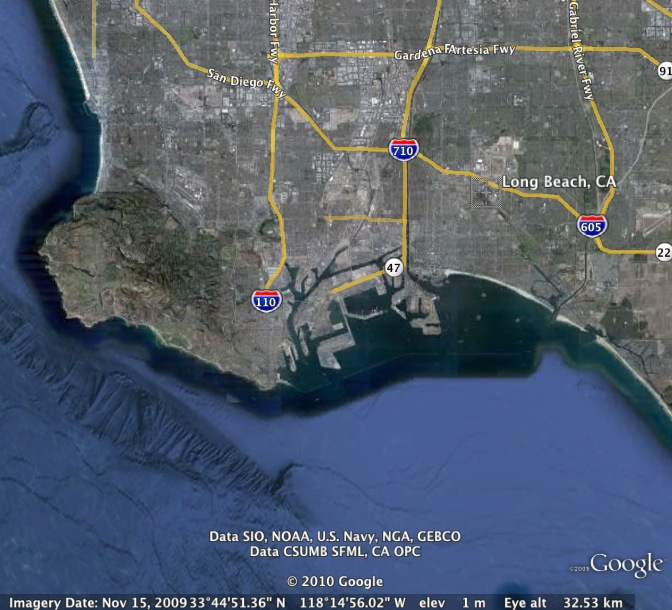 Harbor Fwy
Gabriel River Fwy
Gardena F Artesia Fwy
91
San Diego Fwy
710
Long Beach, CA
605
22
47
110
Data SIO, NOAA, U.S. Navy, NGA, GEBCO
Data CSUMB SFML, CA OPC
©2009 Google
© 2010 Google
Imagery Date: Nov 15, 2009 33°44'51.36" N 118°14'56.02" W elev 1 m Eye alt 32.53 km